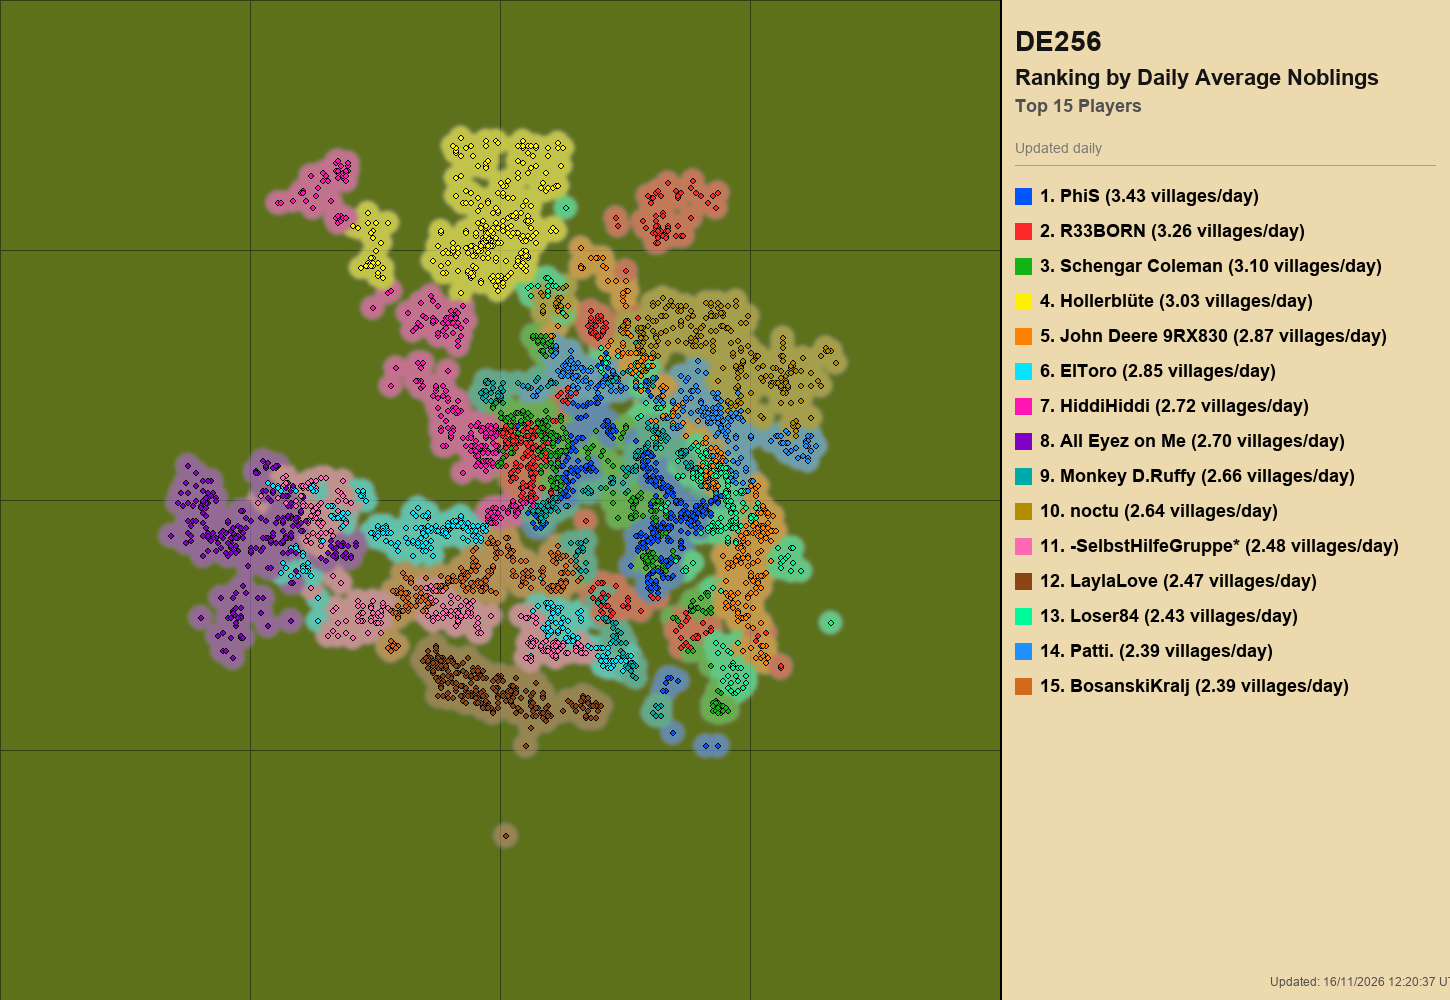 DE256
Ranking by Daily Average Noblings
Top 15 Players
Updated daily
1. PhiS (3.43 villages/day)
2. R33BORN (3.26 villages/day)
3. Schengar Coleman (3.10 villages/day)
4. Hollerblüte (3.03 villages/day)
5. John Deere 9RX830 (2.87 villages/day)
6. ElToro (2.85 villages/day)
7. HiddiHiddi (2.72 villages/day)
8. All Eyez on Me (2.70 villages/day)
9. Monkey D.Ruffy (2.66 villages/day)
10. noctu (2.64 villages/day)
11. -SelbstHilfeGruppe* (2.48 villages/day)
12. LaylaLove (2.47 villages/day)
13. Loser84 (2.43 villages/day)
14. Patti. (2.39 villages/day)
15. BosanskiKralj (2.39 villages/day)
Updated: 16/11/2026 12:20:37